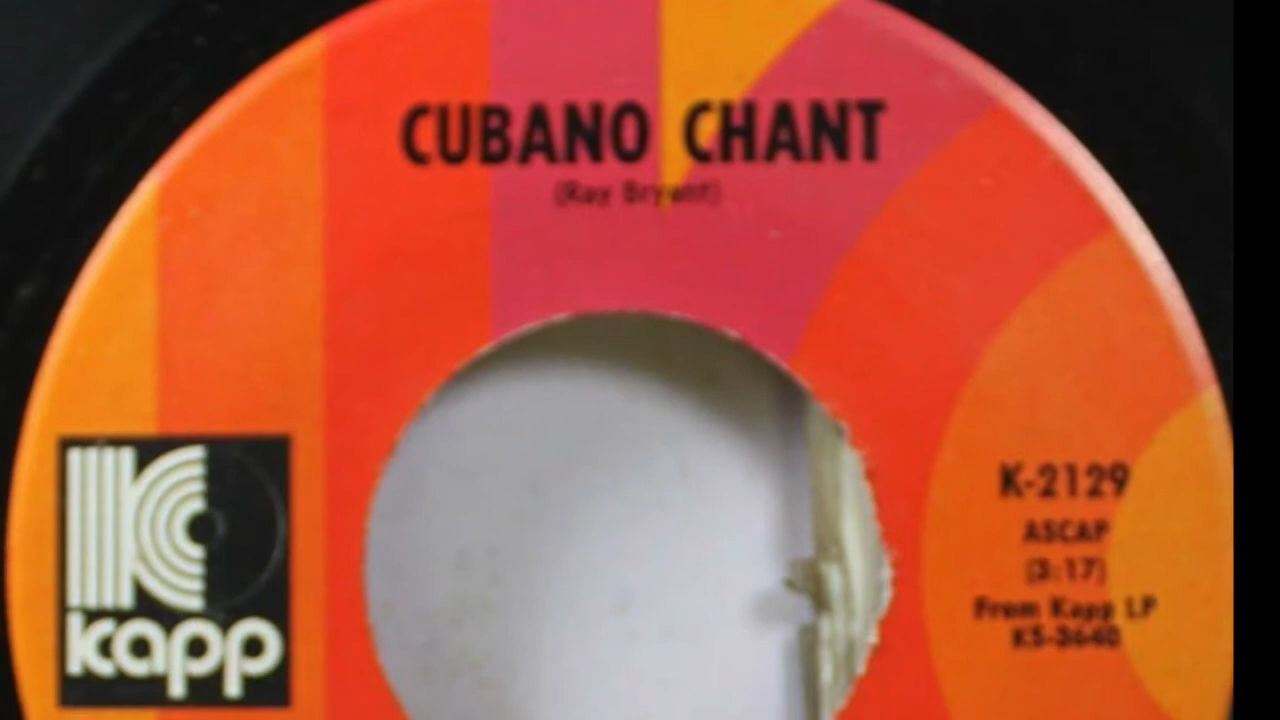 CUBANO CHANT
(Ray Bryant)
K-2129
ASCAP
(3:17)
From Kapp LP
KS-3640
kapp